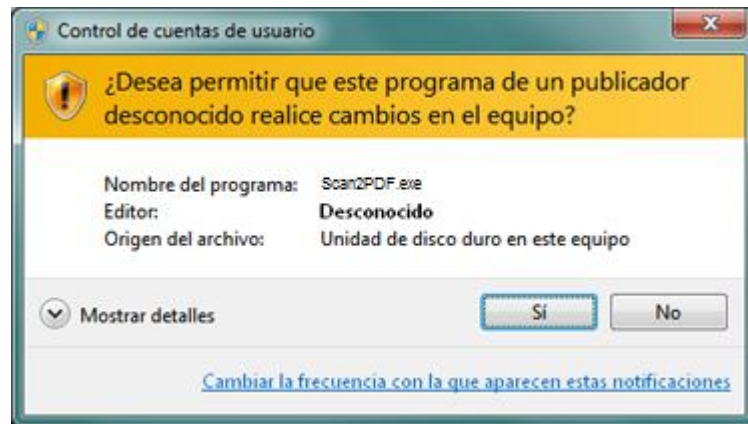 Control de cuentas de usuario
¿Desea permitir que este programa de un publicador
desconocido realice cambios en el equipo?
Nombre del programa: Scan2PDF.exe
Editor: Desconocido
Origen del archivo: Unidad de disco duro en este equipo
Mostrar detalles Sí No
Cambiar la frecuencia con la que aparecen estas notificaciones